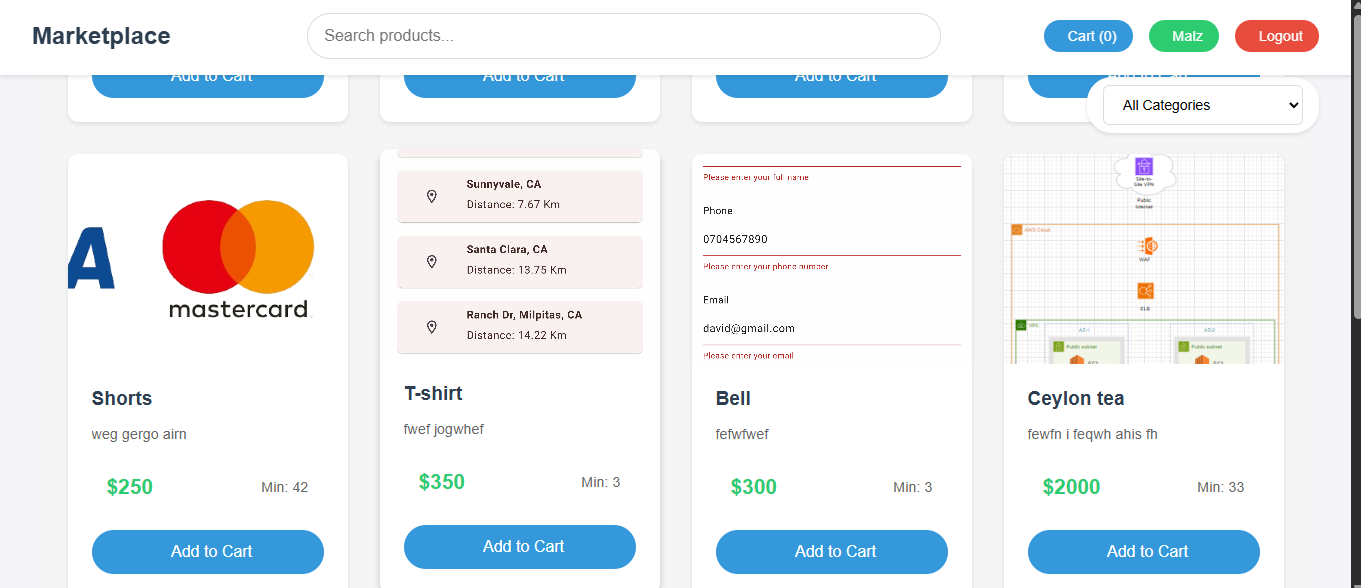 Marketplace
Search products...
Cart (0)
Malz
Logout
Add to Cart
Add to Cart
Add to Cart
Add to Cart
All Categories
A
mastercard
Shorts
weg gergo airn
$250 Min: 42
Add to Cart
Sunnyvale, CA
Distance: 7.67 Km
Santa Clara, CA
Distance: 13.75 Km
Ranch Dr, Milpitas, CA
Distance: 14.22 Km
T-shirt
fwef jogwhef
$350 Min: 3
Add to Cart
Please enter your full name
Phone
0704567890
Please enter your phone number
Email
david@gmail.com
Please enter your email
Bell
fefwfwef
$300 Min: 3
Add to Cart
Site-to-
Site VPN
Public
Internet
AWS Cloud
WAF
ELB
VPC
Public subnet
Public subnet
EC2
Ceylon tea
fewfn i feqwh ahis fh
$2000 Min: 33
Add to Cart